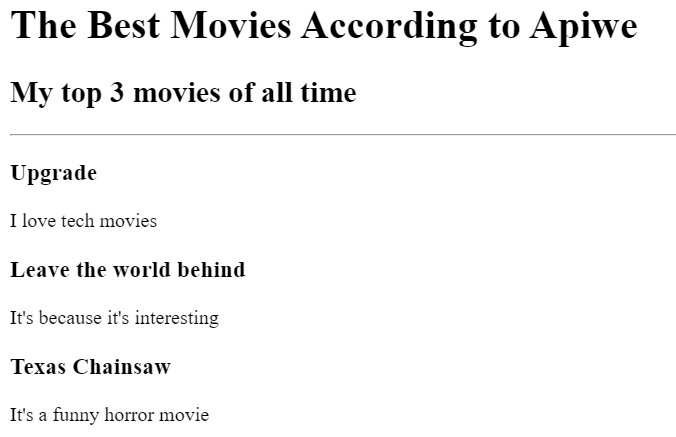 The Best Movies According to Apiwe
My top 3 movies of all time
Upgrade
I love tech movies
Leave the world behind
It's because it's interesting
Texas Chainsaw
It's a funny horror movie